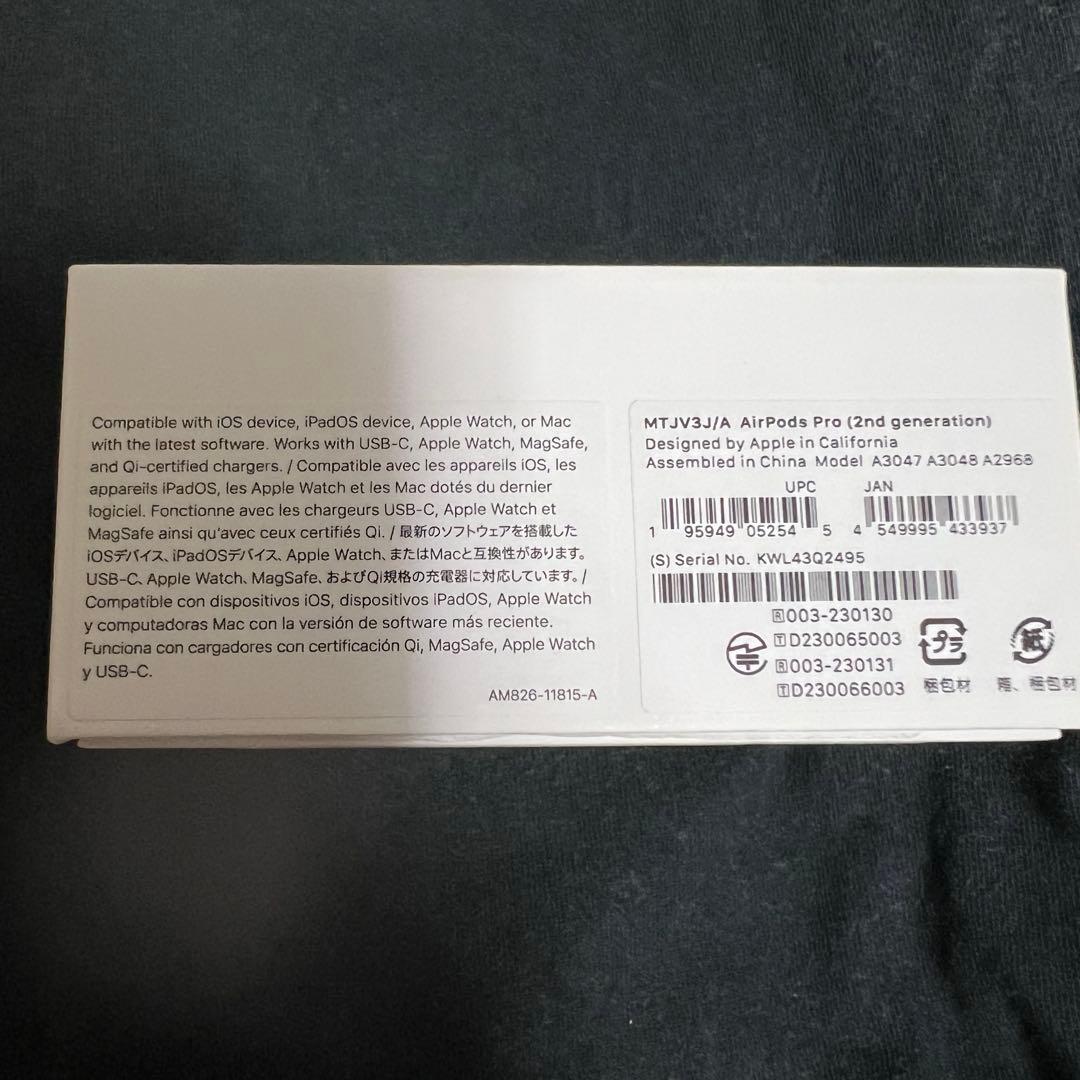 Compatible with iOS device, iPadOS device, Apple Watch, or Mac
with the latest software. Works with USB-C, Apple Watch, MagSafe,
and Qi-certified chargers. / Compatible avec les appareils iOS, les
appareils iPadOS, les Apple Watch et les Mac dotés du dernier
logiciel. Fonctionne avec les chargeurs USB-C, Apple Watch et
MagSafe ainsi qu'avec ceux certifiés Qi. / 最新のソフトウェアを搭載した
iOSデバイス、iPadOSデバイス、Apple Watch、またはMacと互換性があります。
USB-C、Apple Watch、MagSafe、およびQi規格の充電器に対応しています。/
Compatible con dispositivos iOS, dispositivos iPadOS, Apple Watch
y computadoras Mac con la versión de software más reciente.
Funciona con cargadores con certificación Qi, MagSafe, Apple Watch
y USB-C.
AM826-11815-A
MTJV3J/A AirPods Pro (2nd generation)
Designed by Apple in California
Assembled in China Model A3047 A3048 A2968
UPC JAN
1 95949 05254 5 4 549995 433937
(S) Serial No. KWL43Q2495
R 003-230130
T D230065003
R 003-230131
T D230066003
プラ
梱包材
紙
箱、梱包材